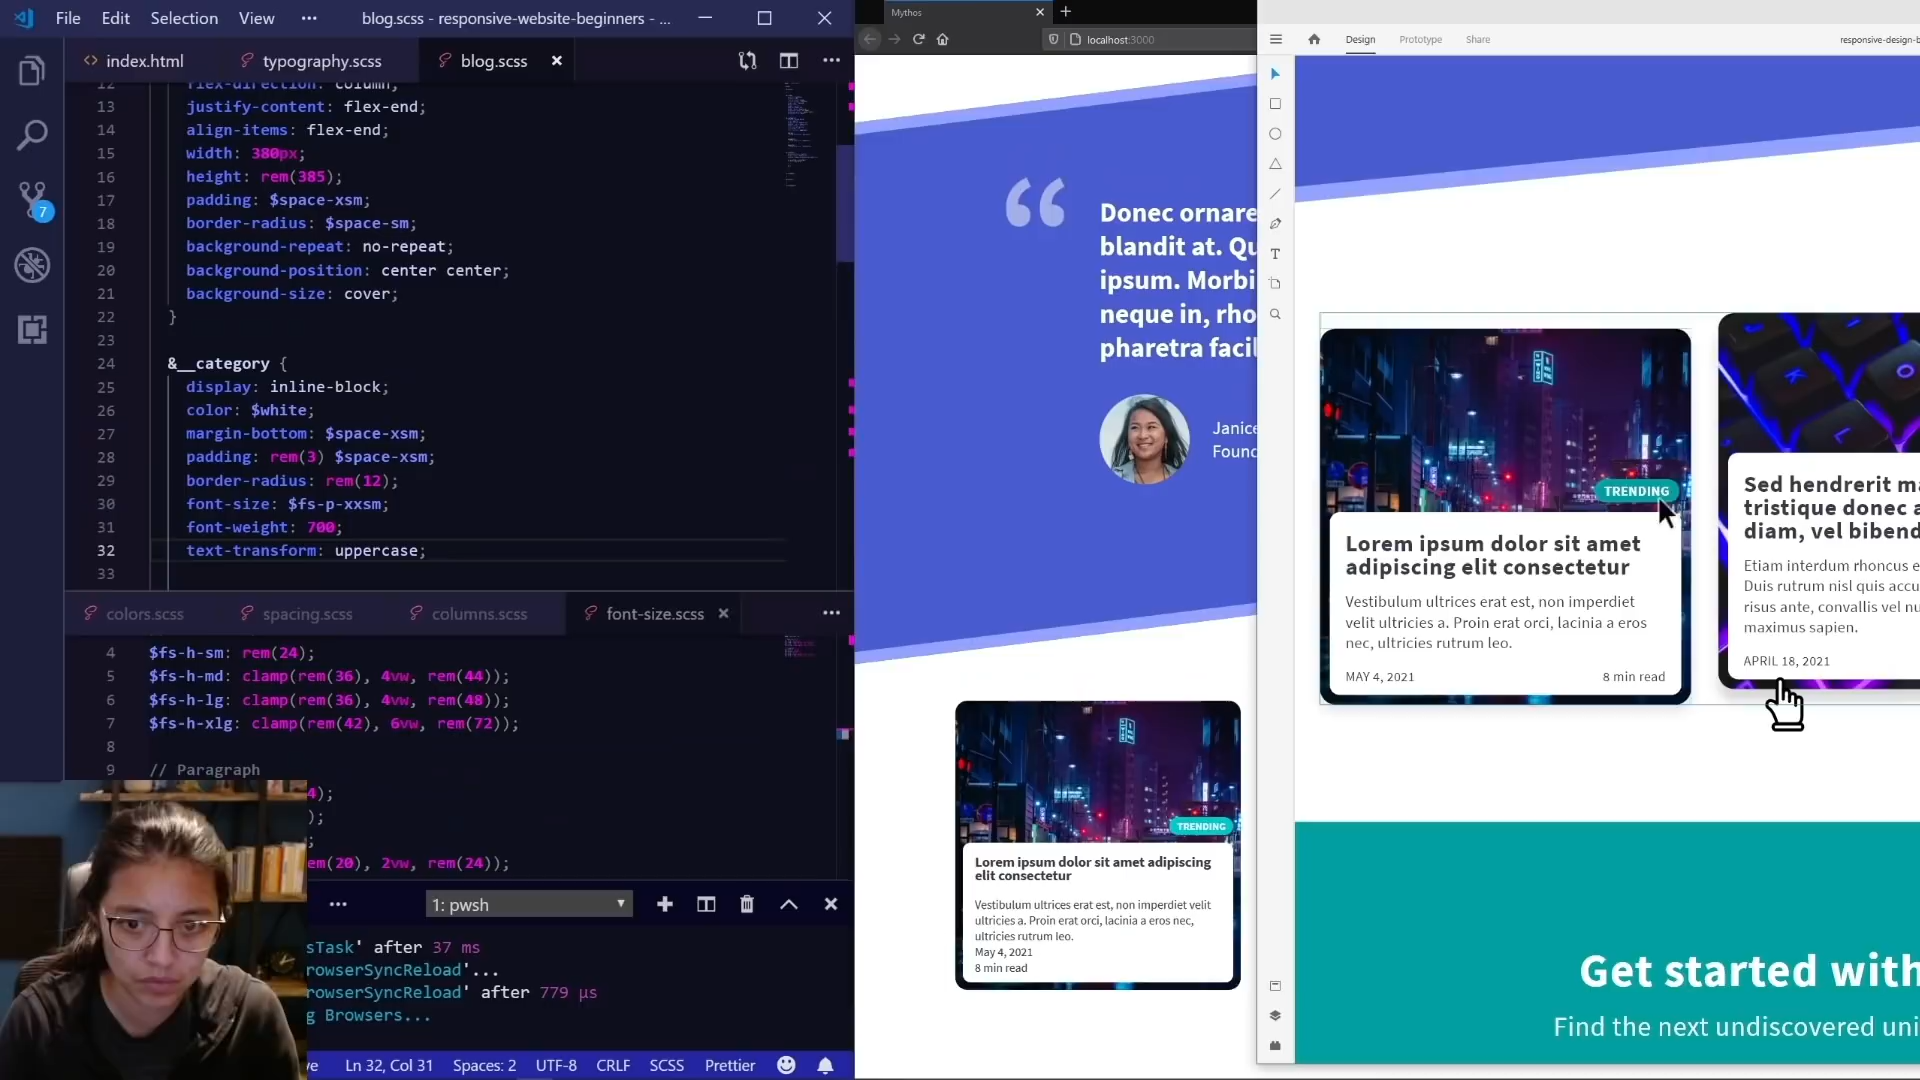 File Edit Selection View ··· blog.scss - responsive-website-beginners - ...
index.html typography.scss blog.scss
12 flex-direction: column;
13 justify-content: flex-end;
14 align-items: flex-end;
15 width: 380px;
16 height: rem(385);
17 padding: $space-xsm;
18 border-radius: $space-sm;
19 background-repeat: no-repeat;
20 background-position: center center;
21 background-size: cover;
22 }
23
24 &__category {
25 display: inline-block;
26 color: $white;
27 margin-bottom: $space-xsm;
28 padding: rem(3) $space-xsm;
29 border-radius: rem(12);
30 font-size: $fs-p-xxsm;
31 font-weight: 700;
32 text-transform: uppercase;
33
7
colors.scss spacing.scss columns.scss font-size.scss
4 $fs-h-sm: rem(24);
5 $fs-h-md: clamp(rem(36), 4vw, rem(44));
6 $fs-h-lg: clamp(rem(36), 4vw, rem(48));
7 $fs-h-xlg: clamp(rem(42), 6vw, rem(72));
8
9 // Paragraph
4);
);
;
em(20), 2vw, rem(24));
··· 1: pwsh
sTask' after 37 ms
rowserSyncReload'...
rowserSyncReload' after 779 μs
g Browsers...
Ln 32, Col 31 Spaces: 2 UTF-8 CRLF SCSS Prettier
Mythos
localhost:3000
“
Donec ornare
blandit at. Qu
ipsum. Morbi
neque in, rho
pharetra facil
Janice
Found
TRENDING
Lorem ipsum dolor sit amet adipiscing
elit consectetur
Vestibulum ultrices erat est, non imperdiet velit
ultricies a. Proin erat orci, lacinia a eros nec,
ultricies rutrum leo.
May 4, 2021
8 min read
Design Prototype Share responsive-design-b
TRENDING
Lorem ipsum dolor sit amet
adipiscing elit consectetur
Vestibulum ultrices erat est, non imperdiet
velit ultricies a. Proin erat orci, lacinia a eros
nec, ultricies rutrum leo.
MAY 4, 2021 8 min read
K O
L
Sed hendrerit ma
tristique donec a
diam, vel bibend
Etiam interdum rhoncus e
Duis rutrum nisl quis accu
risus ante, convallis vel nu
maximus sapien.
APRIL 18, 2021
Get started with
Find the next undiscovered uni